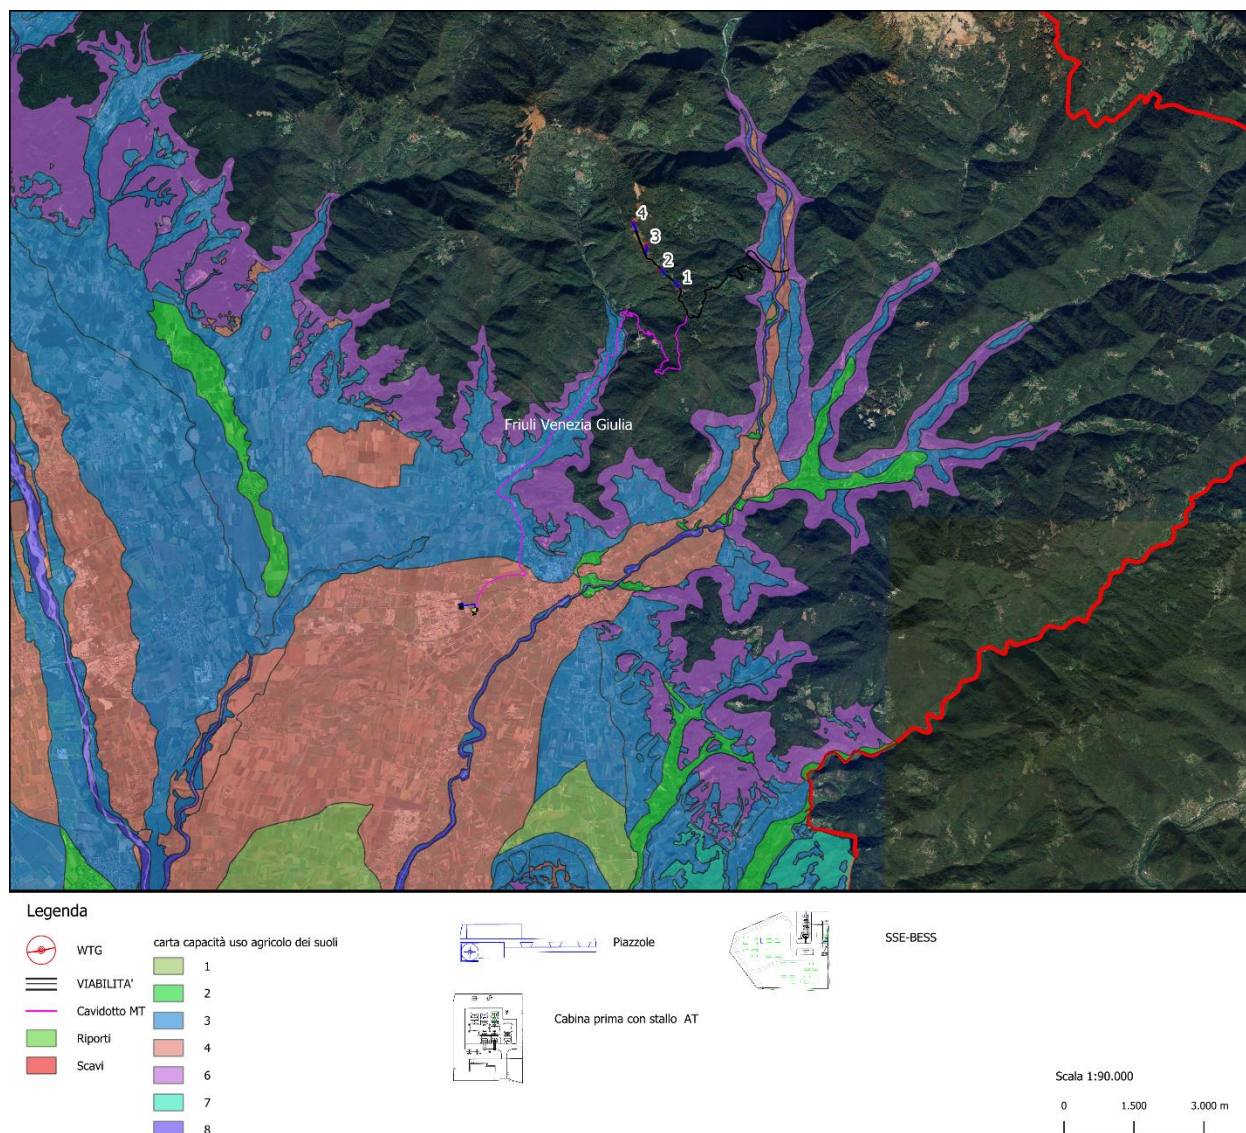 4
3
2
1
Friuli Venezia Giulia
Legenda
WTG
VIABILITA'
Cavidotto MT
Riporti
Scavi
carta capacità uso agricolo dei suoli
1
2
3
4
6
7
8
Piazzole
Cabina prima con stallo AT
SSE-BESS
Scala 1:90.000
0 1.500 3.000 m